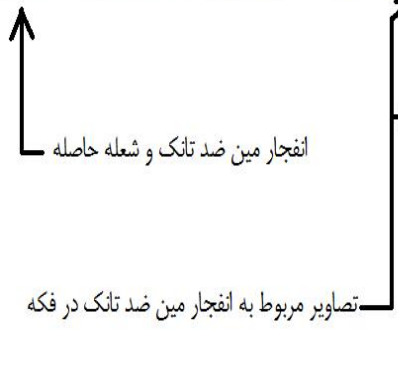 انفجار مین ضد تانک و شعله حاصله
تصاویر مربوط به انفجار مین ضد تانک در فکه